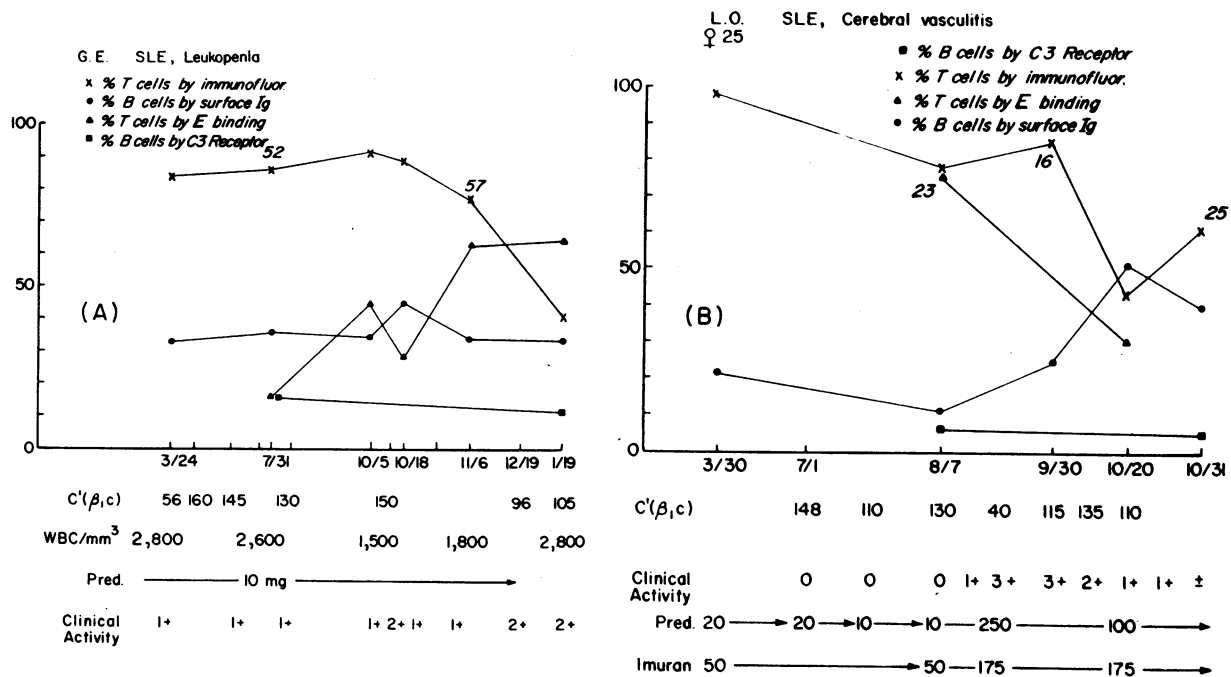 G.E. SLE, Leukopenia
x % T cells by immunofluor.
● % B cells by surface Ig
▲ % T cells by E binding
■ % B cells by C3 Receptor
100
50
0
52
57
(A)
3/24 7/31 10/5 10/18 11/6 12/19 1/19
C'(β₁c) 56 160 145 130 150 96 105
WBC/mm³ 2,800 2,600 1,500 1,800 2,800
Pred. 10 mg
Clinical Activity 1+ 1+ 1+ 1+ 2+ 1+ 1+ 2+ 2+
L.O. SLE, Cerebral vasculitis
♀ 25
■ % B cells by C3 Receptor
x % T cells by immunofluor.
▲ % T cells by E binding
● % B cells by surface Ig
100
50
0
23
16
25
(B)
3/30 7/1 8/7 9/30 10/20 10/31
C'(β₁c) 148 110 130 40 115 135 110
Clinical Activity 0 0 0 1+ 3+ 3+ 2+ 1+ 1+ ±
Pred. 20 → 20 → 10 → 10 — 250 — 100 →
Imuran 50 → 50 — 175 — 175 →